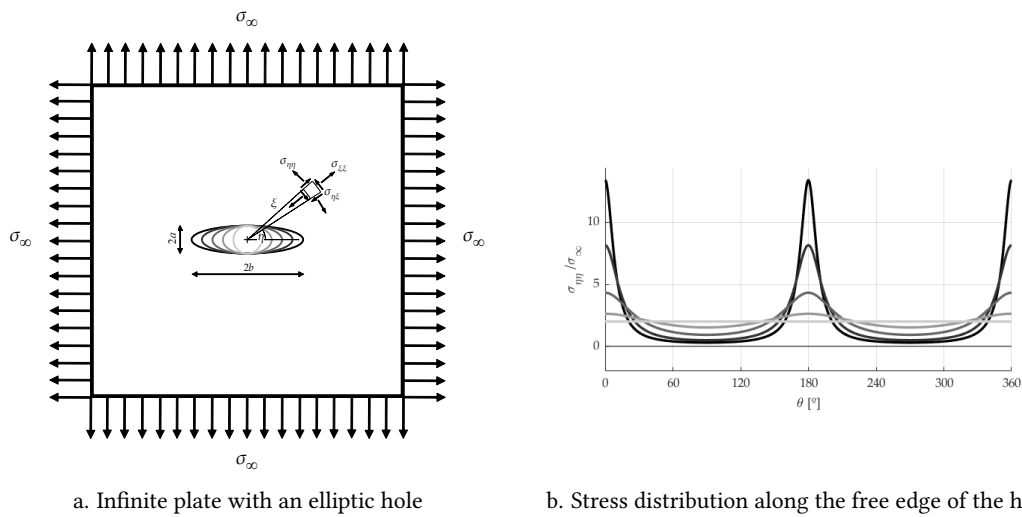 σ∞
σηη
σξξ
σηξ
ξ
η
σ∞
2a
σ∞
2b
σ∞
a. Infinite plate with an elliptic hole
σηη/σ∞
10
5
0
0
60
120
180
240
300
360
θ [º]
b. Stress distribution along the free edge of the h